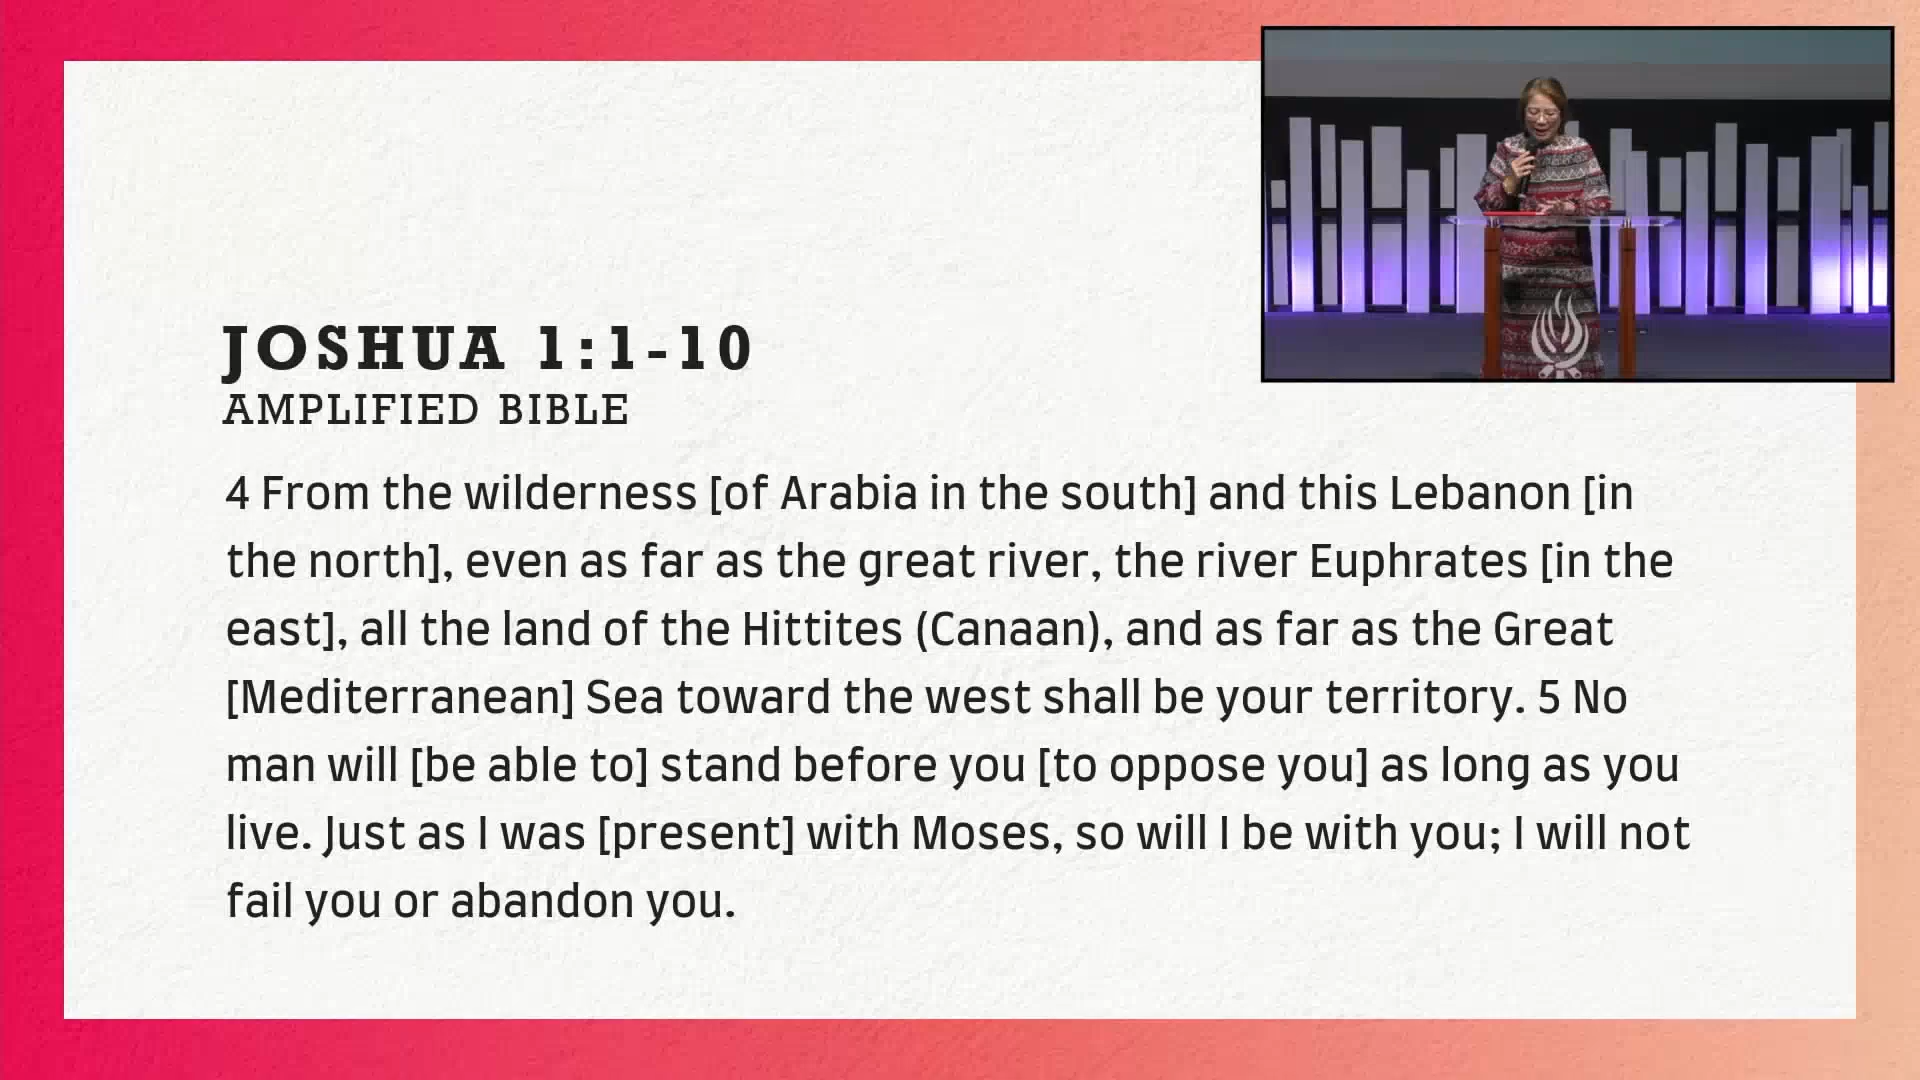 JOSHUA 1:1-10
AMPLIFIED BIBLE
4 From the wilderness [of Arabia in the south] and this Lebanon [in
the north], even as far as the great river, the river Euphrates [in the
east], all the land of the Hittites (Canaan), and as far as the Great
[Mediterranean] Sea toward the west shall be your territory. 5 No
man will [be able to] stand before you [to oppose you] as long as you
live. Just as I was [present] with Moses, so will I be with you; I will not
fail you or abandon you.